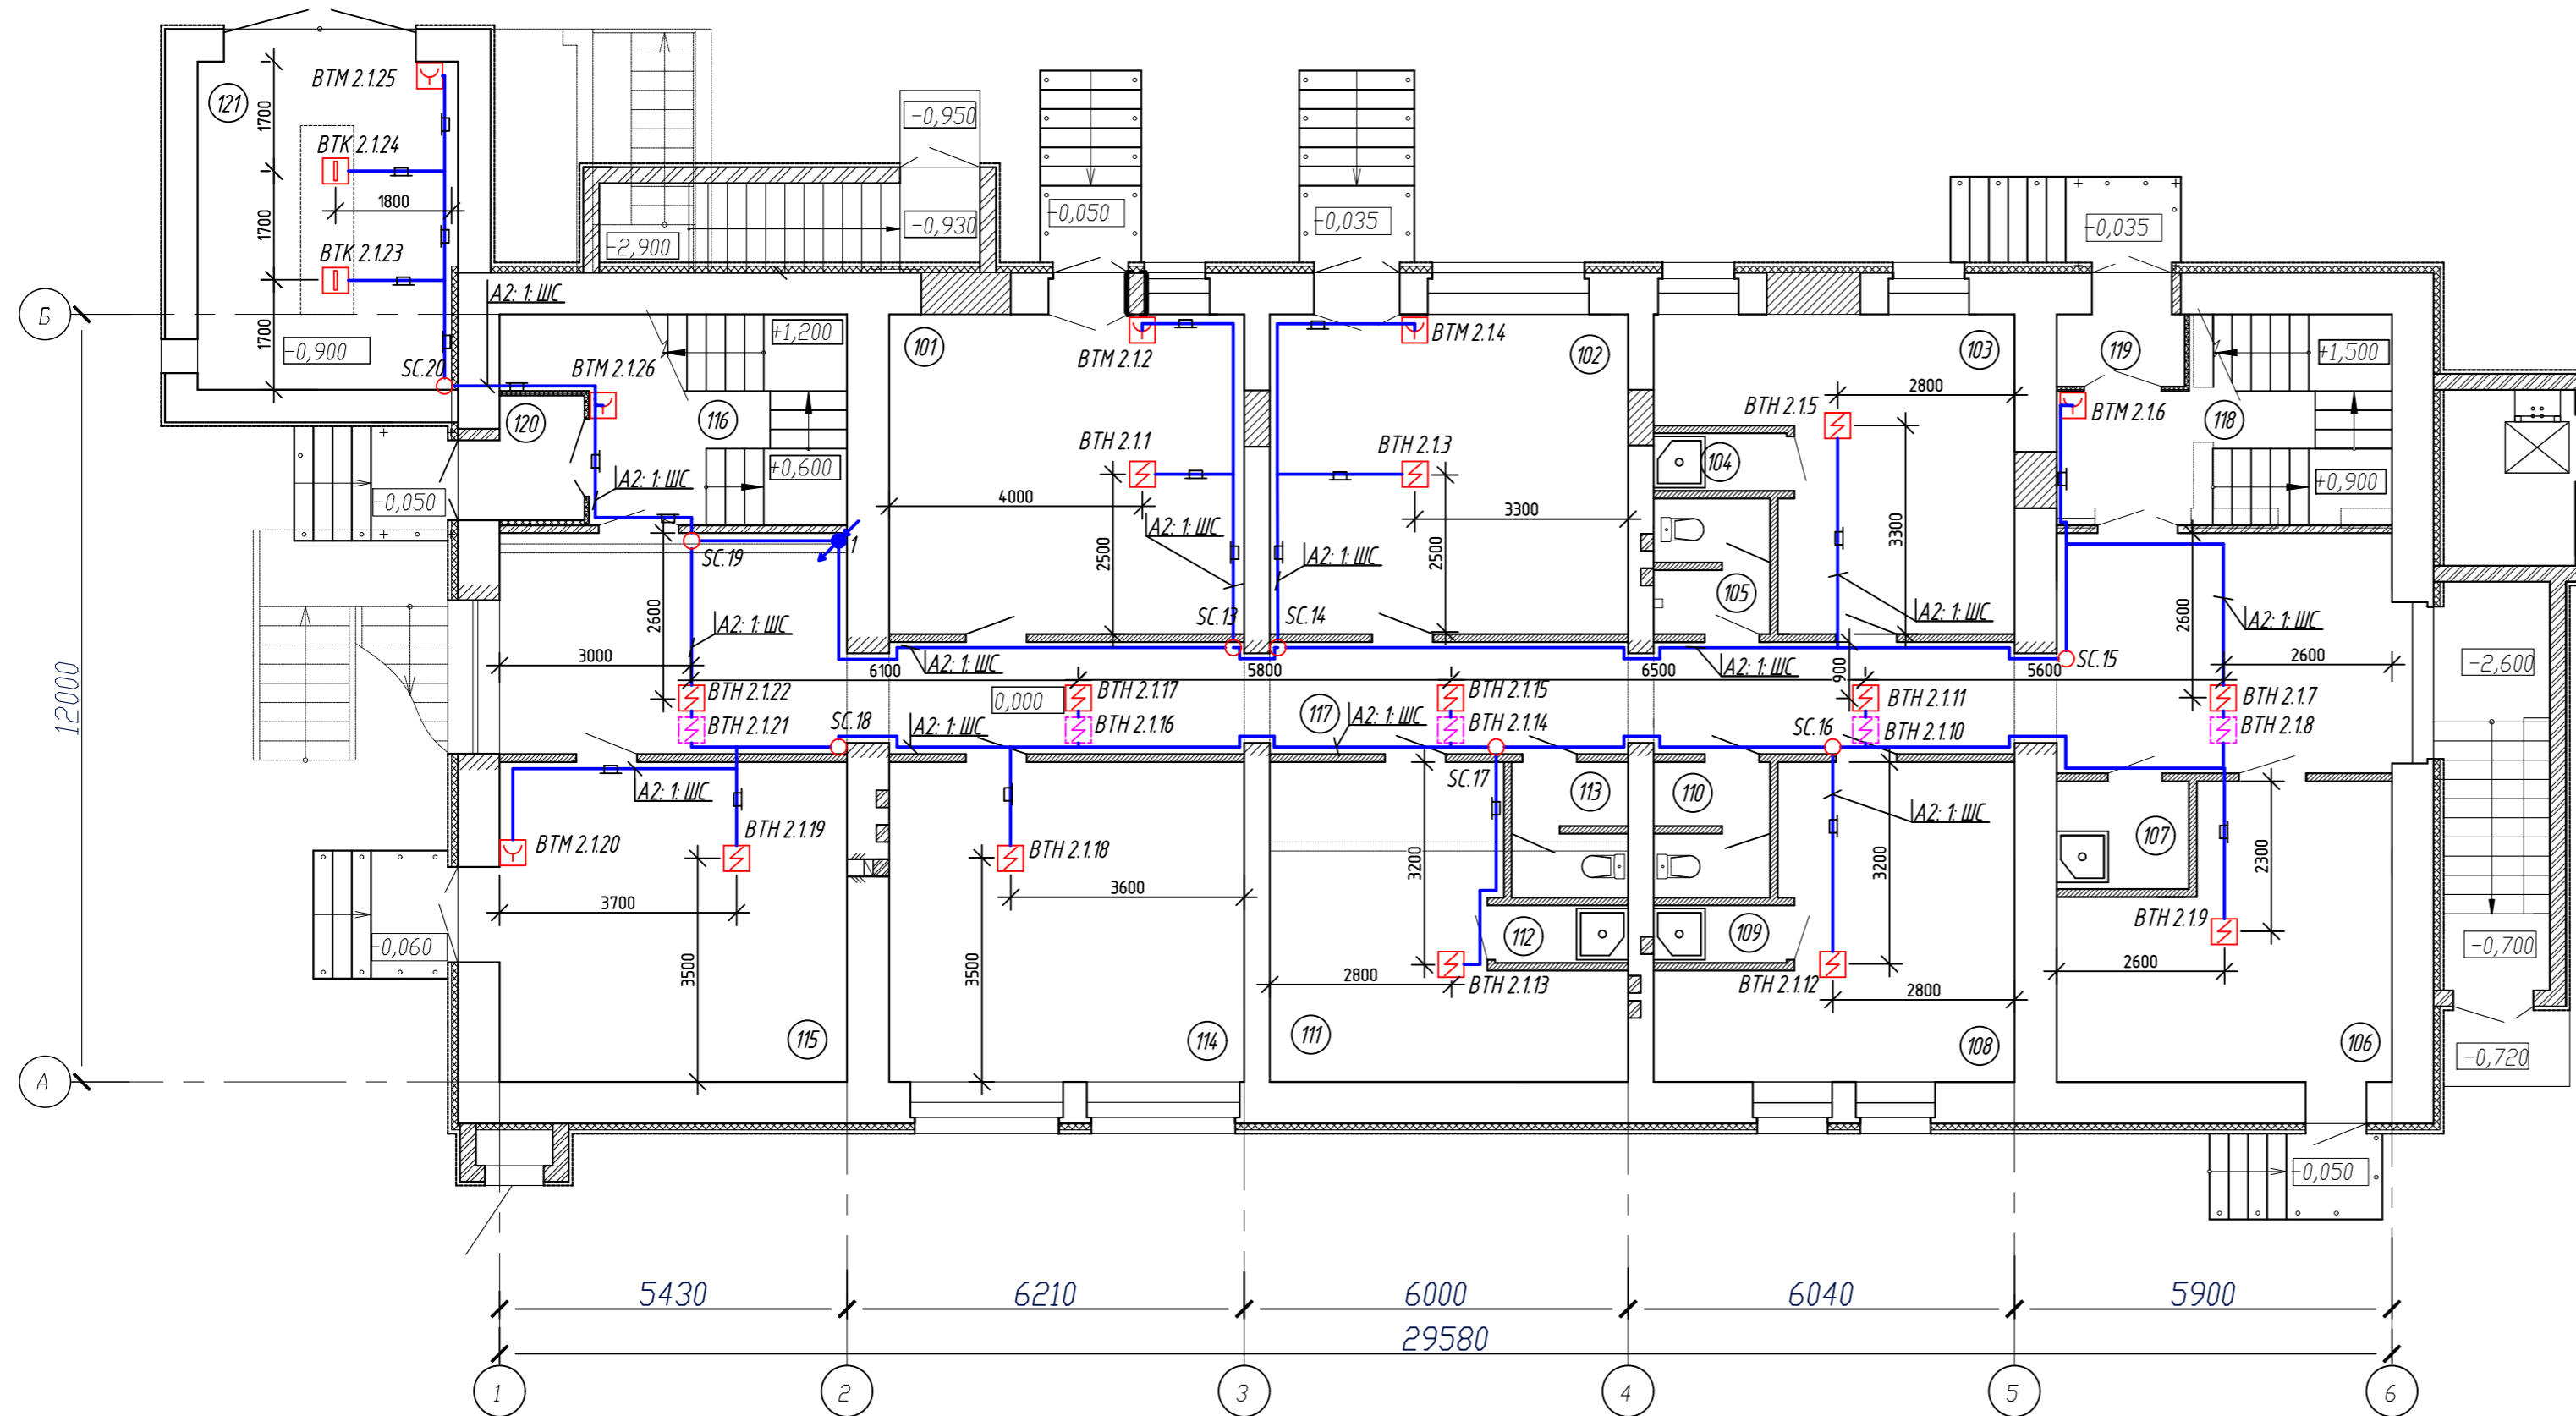 121
ВТМ 2.1.25
1700
ВТК 2.1.24
1800
1700
ВТК 2.1.23
1700
-0,900
SC.20
А2: 1: ШС
-2,900
-0,950
-0,930
-0,050
-0,035
-0,035
Б
ВТМ 2.1.26
+1,200
101
ВТМ 2.1.2
ВТМ 2.1.4
102
103
119
+1,500
120
116
+0,600
ВТН 2.1.1
ВТН 2.1.3
ВТН 2.1.5
2800
ВТМ 2.1.6
118
+0,900
-0,050
А2: 1: ШС
4000
2500
А2: 1: ШС
3300
2500
А2: 1: ШС
104
105
3300
А2: 1: ШС
2600
А2: 1: ШС
SC.19
1
2600
А2: 1: ШС
3000
SC.13
SC.14
SC.15
6100
А2: 1: ШС
5800
6500
А2: 1: ШС
900
5600
2600
-2,600
12000
ВТН 2.1.22
ВТН 2.1.21
0,000
ВТН 2.1.17
ВТН 2.1.16
117
ВТН 2.1.15
ВТН 2.1.14
ВТН 2.1.11
ВТН 2.1.10
ВТН 2.1.7
ВТН 2.1.8
SC.18
А2: 1: ШС
А2: 1: ШС
SC.16
SC.17
А2: 1: ШС
113
110
А2: 1: ШС
107
ВТМ 2.1.20
ВТН 2.1.19
ВТН 2.1.18
3200
3200
2300
3700
3600
-0,060
3500
3500
2800
ВТН 2.1.13
112
109
ВТН 2.1.12
2800
ВТН 2.1.9
2600
-0,700
115
114
111
108
106
-0,720
А
-0,050
5430
6210
6000
6040
5900
29580
1
2
3
4
5
6